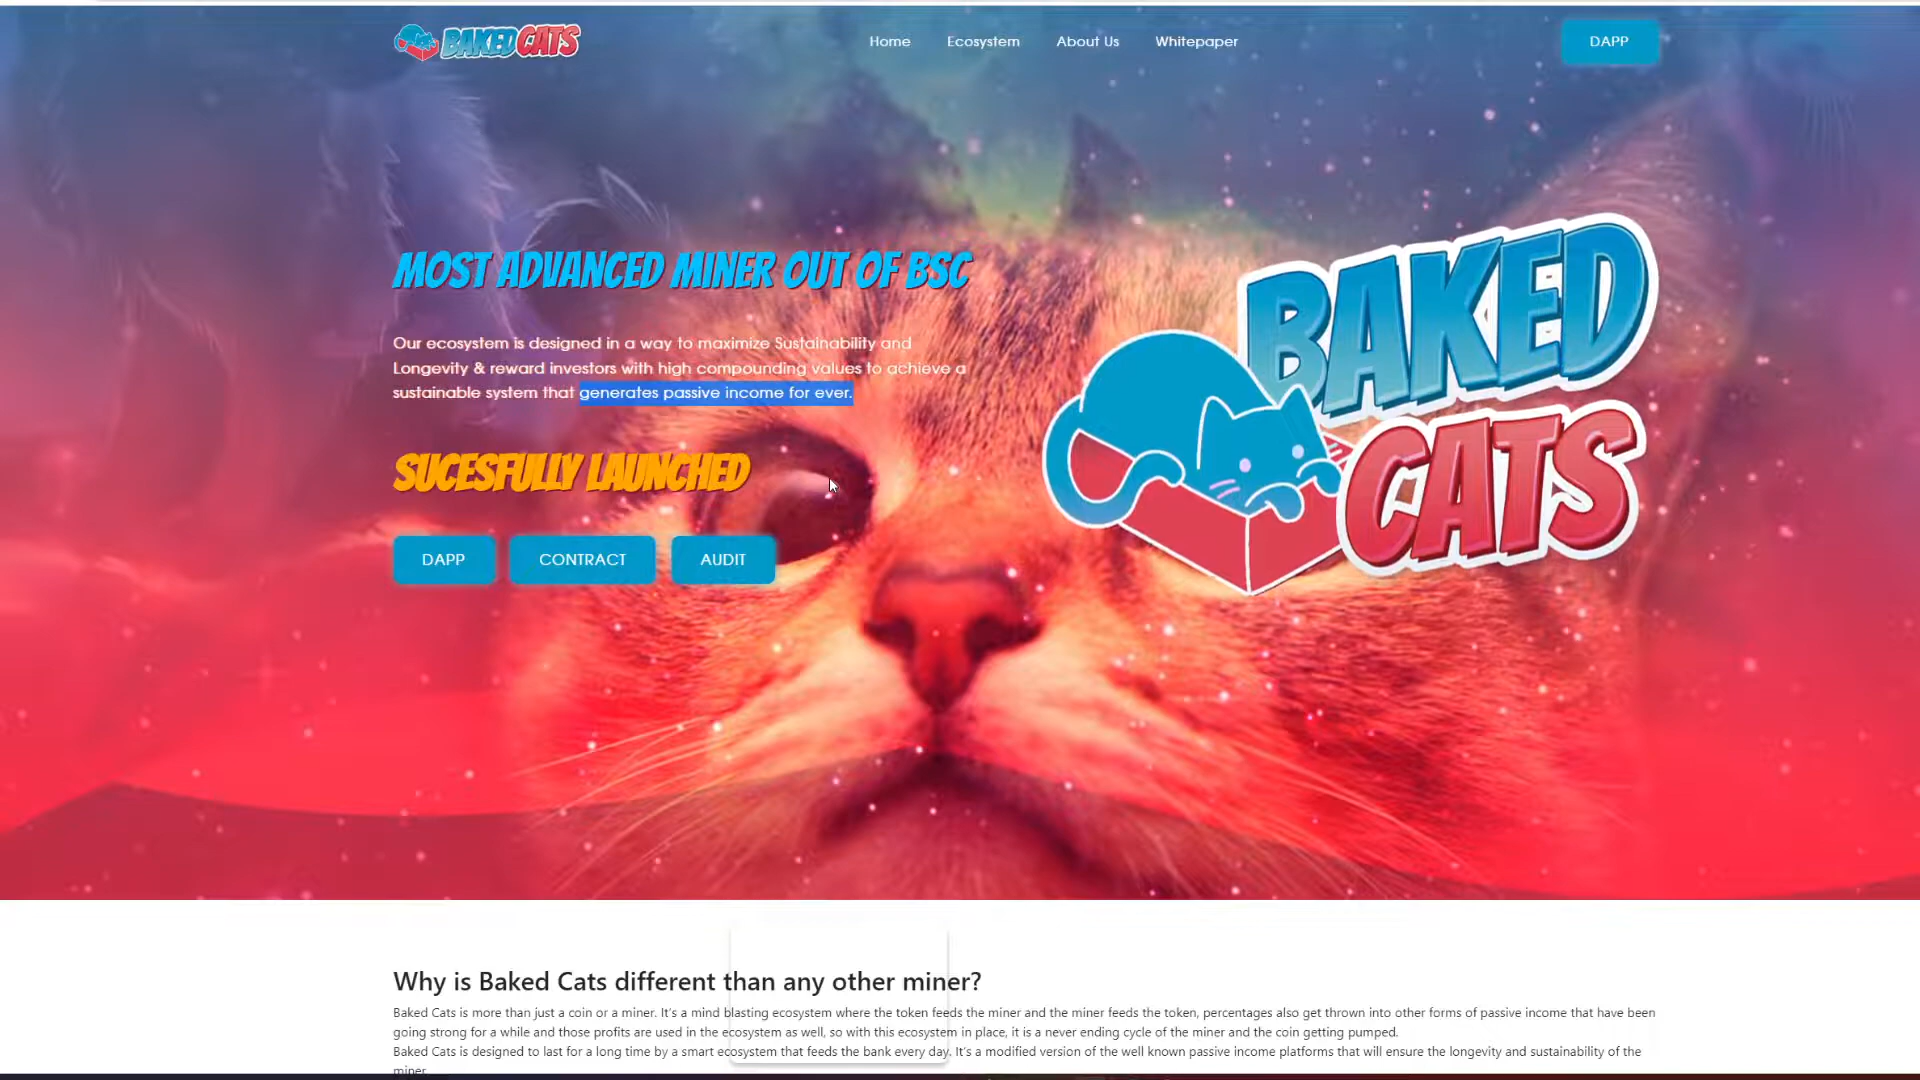 BAKEDCATS
Home
Ecosystem
About Us
Whitepaper
DAPP
MOST ADVANCED MINER OUT OF BSC
Our ecosystem is designed in a way to maximize Sustainability and
Longevity & reward investors with high compounding values to achieve a
sustainable system that generates passive income for ever.
SUCESFULLY LAUNCHED
DAPP
CONTRACT
AUDIT
BAKED
CATS
Why is Baked Cats different than any other miner?
Baked Cats is more than just a coin or a miner. It's a mind blasting ecosystem where the token feeds the miner and the miner feeds the token, percentages also get thrown into other forms of passive income that have been
going strong for a while and those profits are used in the ecosystem as well, so with this ecosystem in place, it is a never ending cycle of the miner and the coin getting pumped.
Baked Cats is designed to last for a long time by a smart ecosystem that feeds the bank every day. It's a modified version of the well known passive income platforms that will ensure the longevity and sustainability of the
miner.